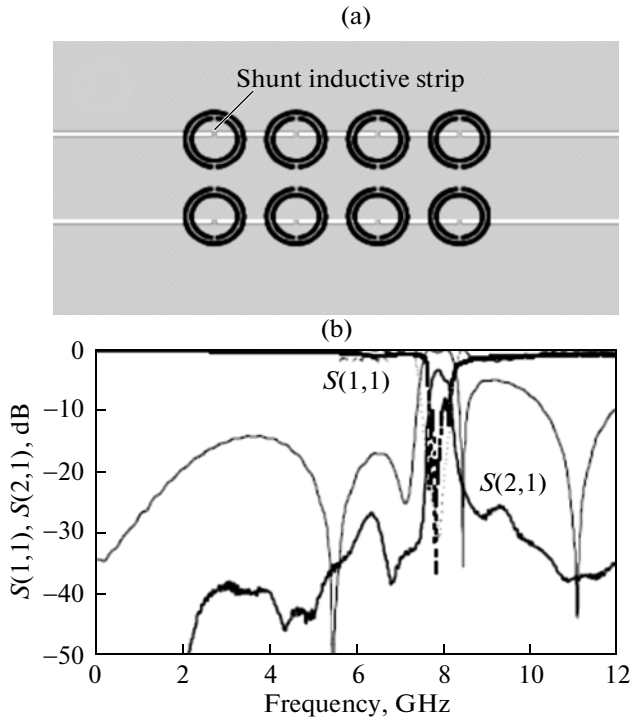 (a)
Shunt inductive strip
(b)
S(1,1), S(2,1), dB
0
−10
−20
−30
−40
−50
S(1,1)
S(2,1)
0 2 4 6 8 10 12
Frequency, GHz